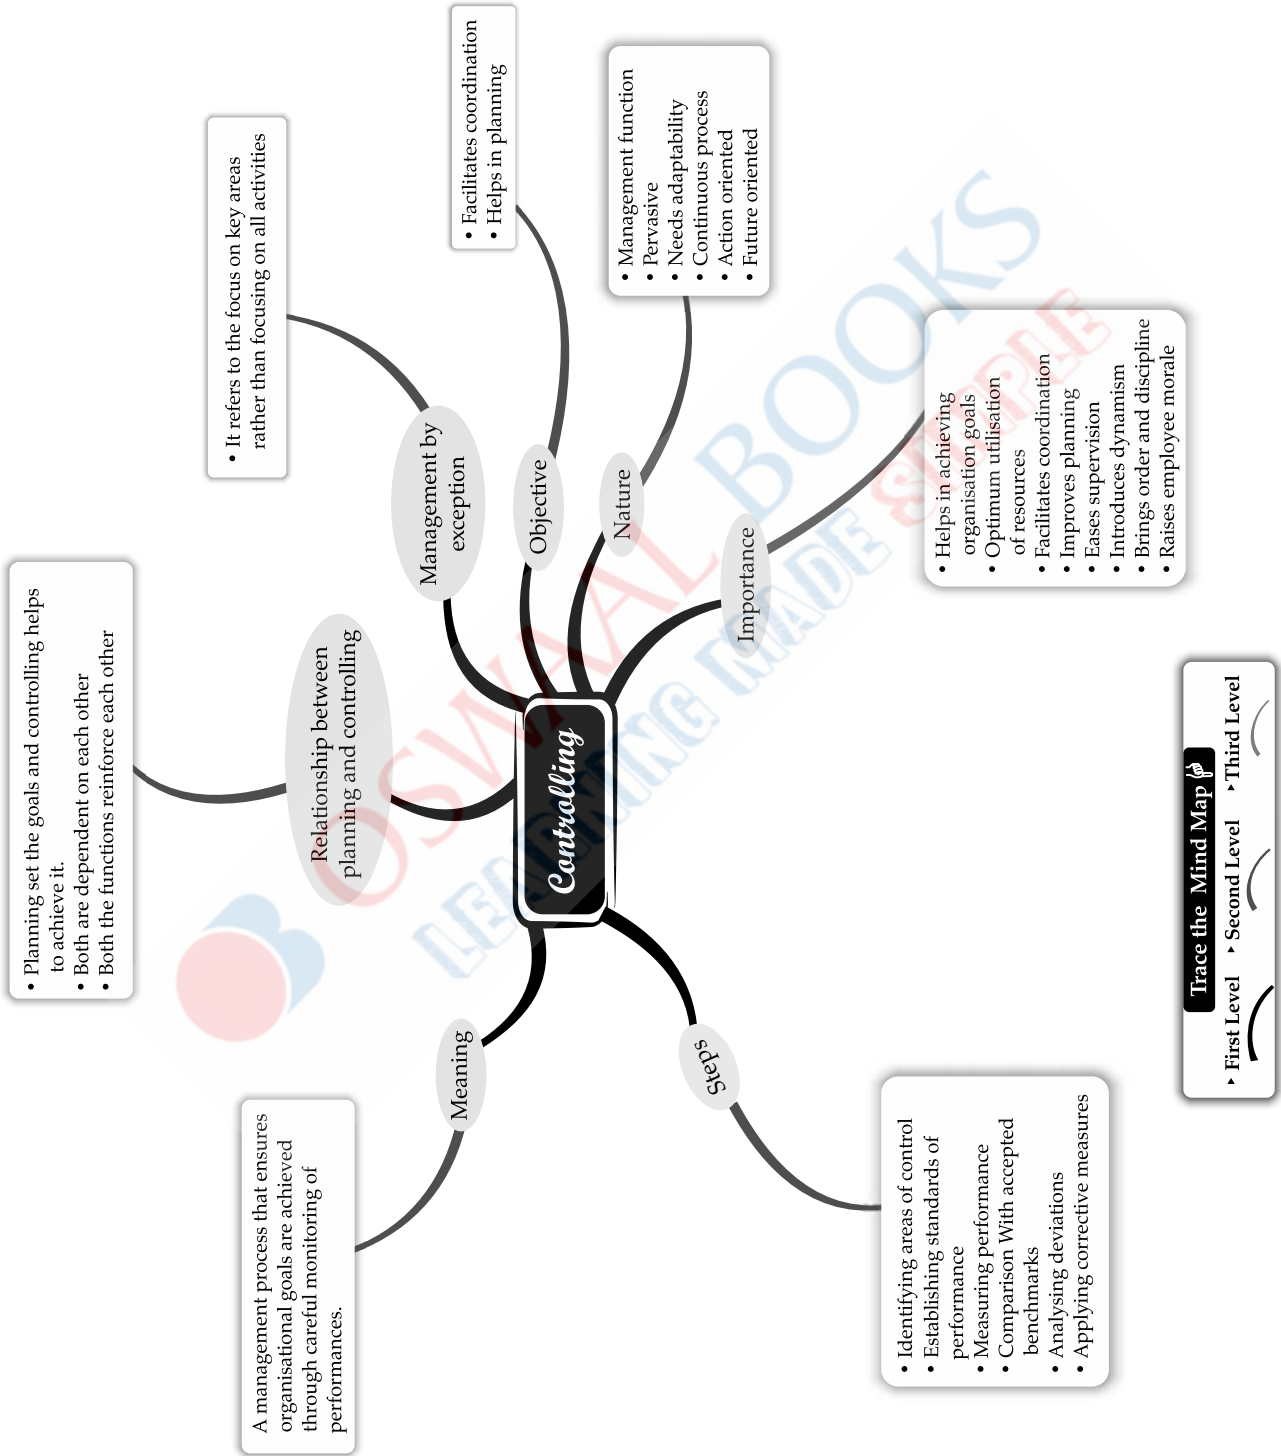 Controlling
Meaning
A management process that ensures
organisational goals are achieved
through careful monitoring of
performances.
Relationship between
planning and controlling
• Planning set the goals and controlling helps
to achieve it.
• Both are dependent on each other
• Both the functions reinforce each other
Management by
exception
• It refers to the focus on key areas
rather than focusing on all activities
Objective
• Facilitates coordination
• Helps in planning
Nature
• Management function
• Pervasive
• Needs adaptability
• Continuous process
• Action oriented
• Future oriented
Importance
• Helps in achieving
organisation goals
• Optimum utilisation
of resources
• Facilitates coordination
• Improves planning
• Eases supervision
• Introduces dynamism
• Brings order and discipline
• Raises employee morale
Steps
• Identifying areas of control
• Establishing standards of
performance
• Measuring performance
• Comparison With accepted
benchmarks
• Analysing deviations
• Applying corrective measures
Trace the Mind Map
First Level
Second Level
Third Level
OSWAAL BOOKS
LEARNING MADE SIMPLE